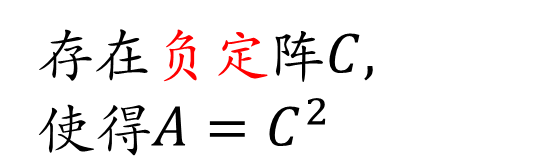 存在负定阵C,
使得A = C²